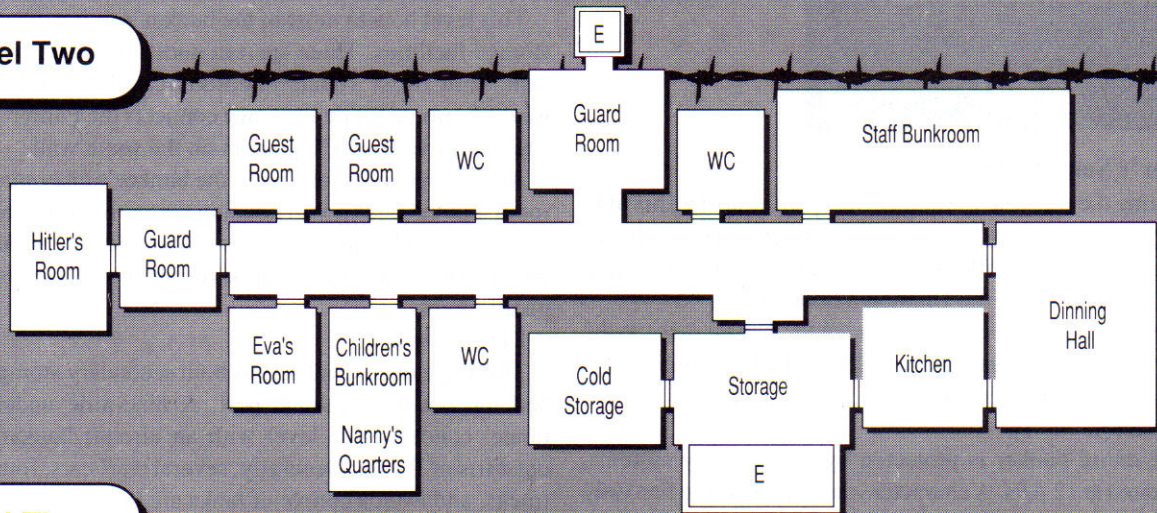 el Two
E
Guard
Room
Staff Bunkroom
Guest
Room
Guest
Room
WC
WC
Hitler's
Room
Guard
Room
Dinning
Hall
Eva's
Room
Children's
Bunkroom
Nanny's
Quarters
WC
Cold
Storage
Storage
Kitchen
E